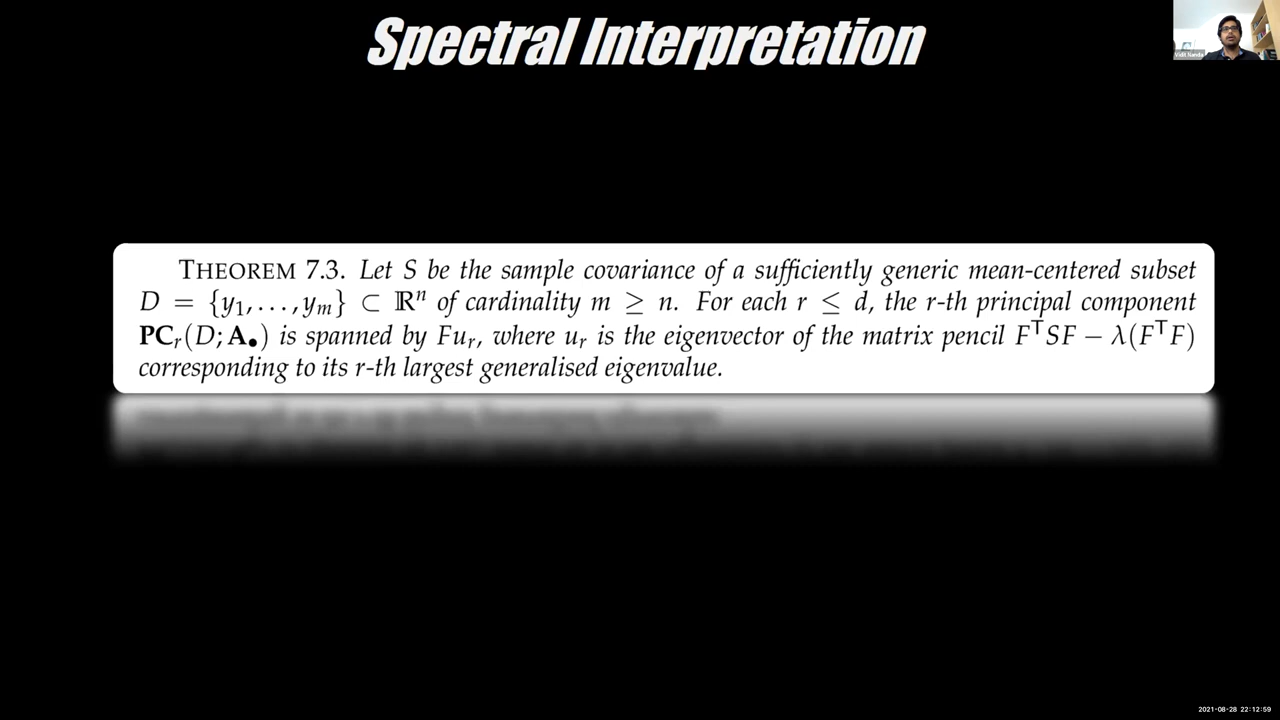 Spectral Interpretation
Vidit Nanda
THEOREM 7.3. Let S be the sample covariance of a sufficiently generic mean-centered subset
D = {y₁, . . . , yₘ} ⊂ ℝⁿ of cardinality m ≥ n. For each r ≤ d, the r-th principal component
PCᵣ(D; A•) is spanned by Fuᵣ, where uᵣ is the eigenvector of the matrix pencil FᵀSF − λ(FᵀF)
corresponding to its r-th largest generalised eigenvalue.
2021-08-28 22:12:59